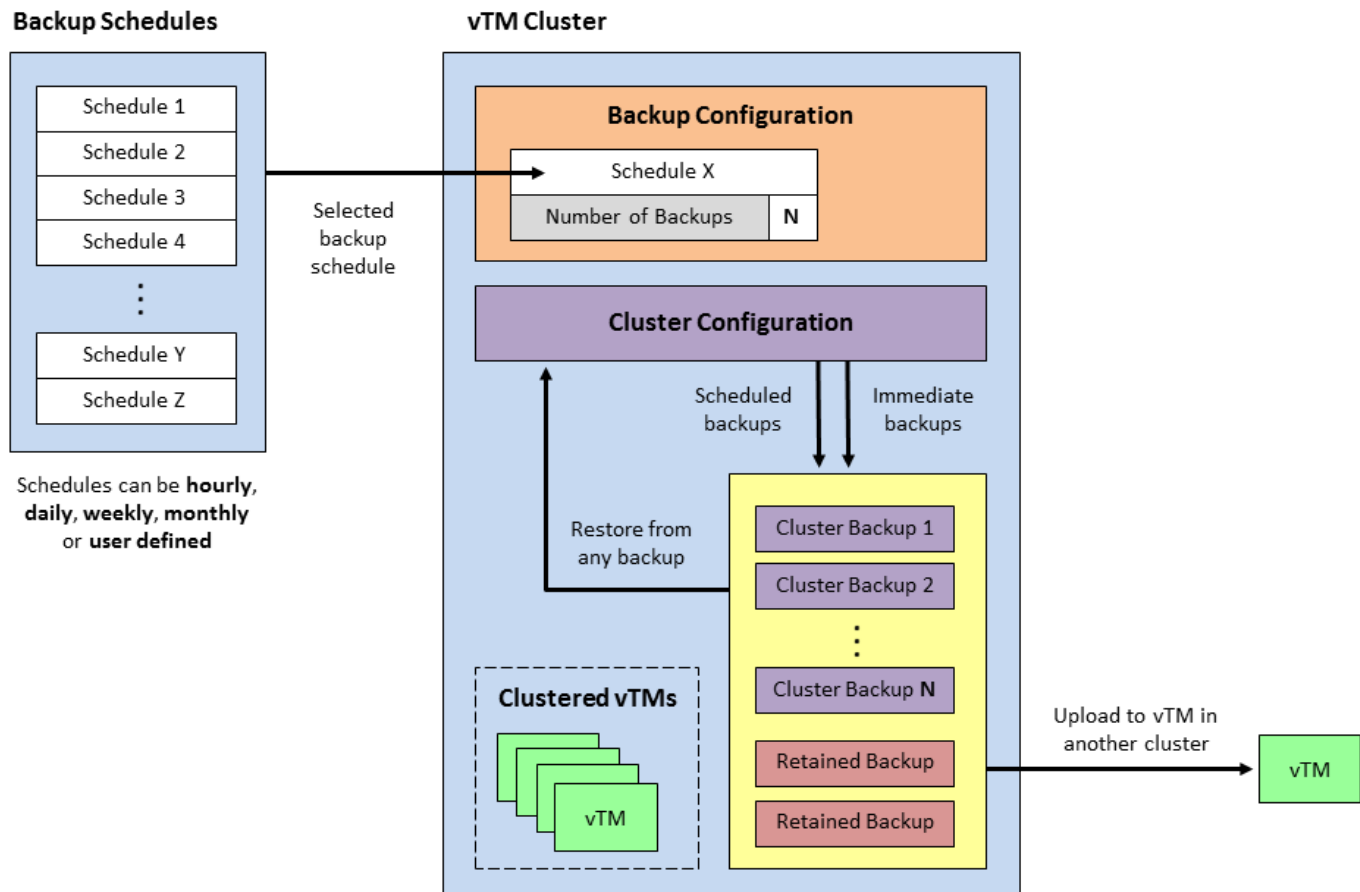 Backup Schedules
Schedule 1
Schedule 2
Schedule 3
Schedule 4
Schedule Y
Schedule Z
Schedules can be hourly,
daily, weekly, monthly
or user defined
Selected
backup
schedule
vTM Cluster
Backup Configuration
Schedule X
Number of Backups N
Cluster Configuration
Scheduled
backups
Immediate
backups
Restore from
any backup
Cluster Backup 1
Cluster Backup 2
Cluster Backup N
Retained Backup
Retained Backup
Clustered vTMs
vTM
Upload to vTM in
another cluster
vTM